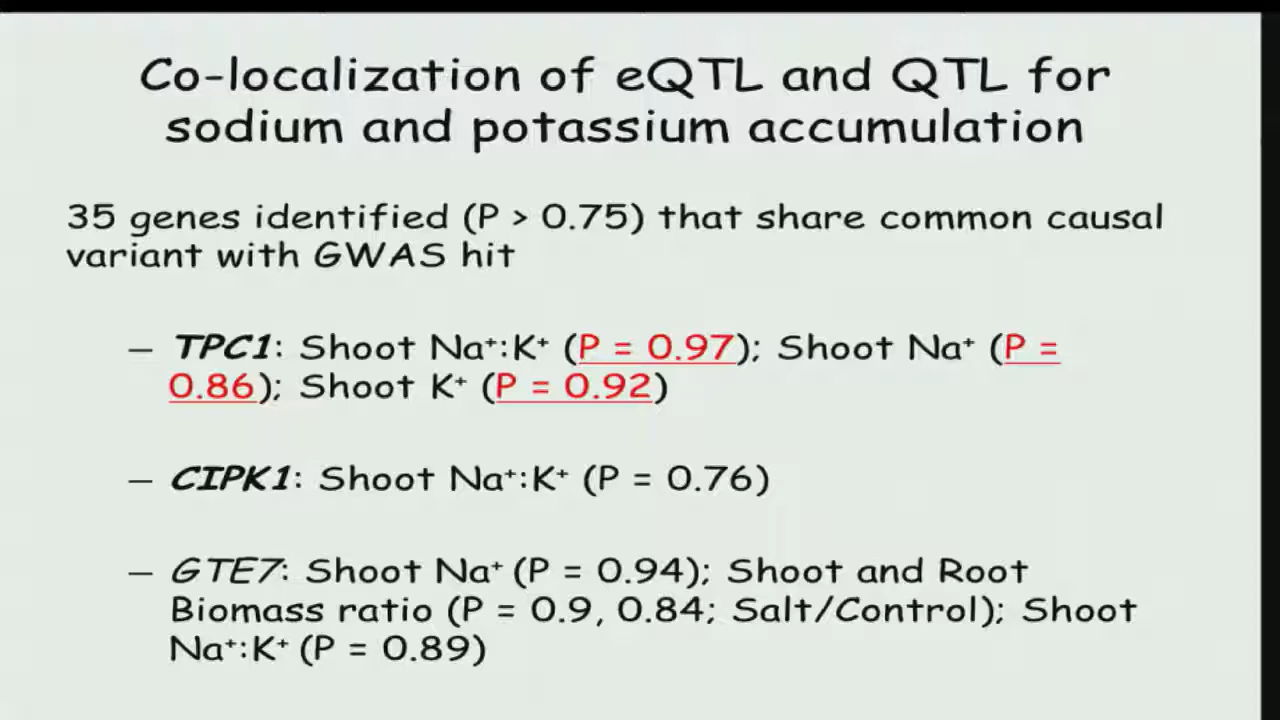 Co-localization of eQTL and QTL for
sodium and potassium accumulation
35 genes identified (P > 0.75) that share common causal
variant with GWAS hit
– TPC1: Shoot Na⁺:K⁺ (P = 0.97); Shoot Na⁺ (P =
0.86); Shoot K⁺ (P = 0.92)
– CIPK1: Shoot Na⁺:K⁺ (P = 0.76)
– GTE7: Shoot Na⁺ (P = 0.94); Shoot and Root
Biomass ratio (P = 0.9, 0.84; Salt/Control); Shoot
Na⁺:K⁺ (P = 0.89)